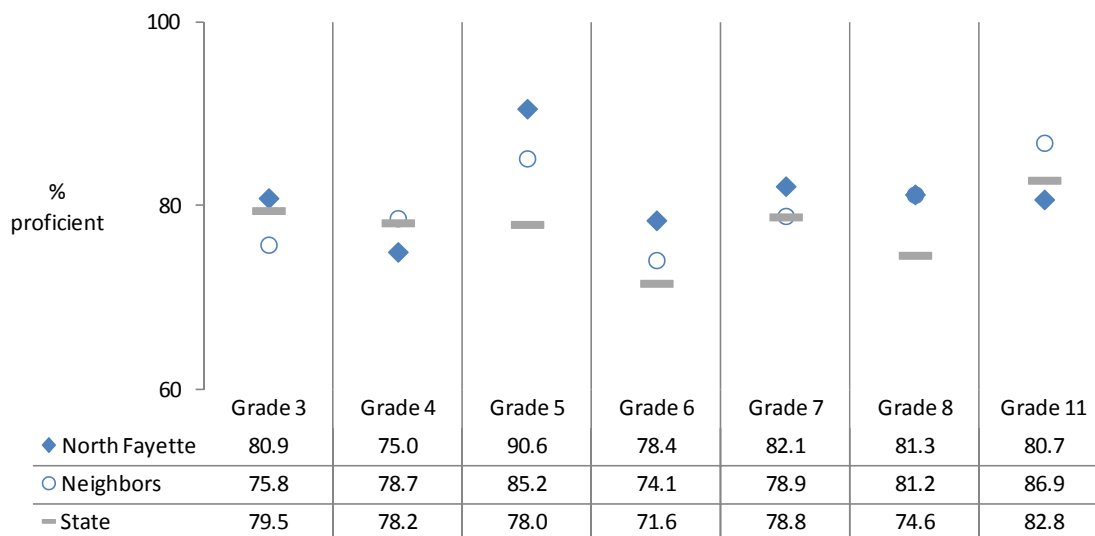 100
80
60
%
proficient
Grade 3 Grade 4 Grade 5 Grade 6 Grade 7 Grade 8 Grade 11
North Fayette 80.9 75.0 90.6 78.4 82.1 81.3 80.7
Neighbors 75.8 78.7 85.2 74.1 78.9 81.2 86.9
State 79.5 78.2 78.0 71.6 78.8 74.6 82.8